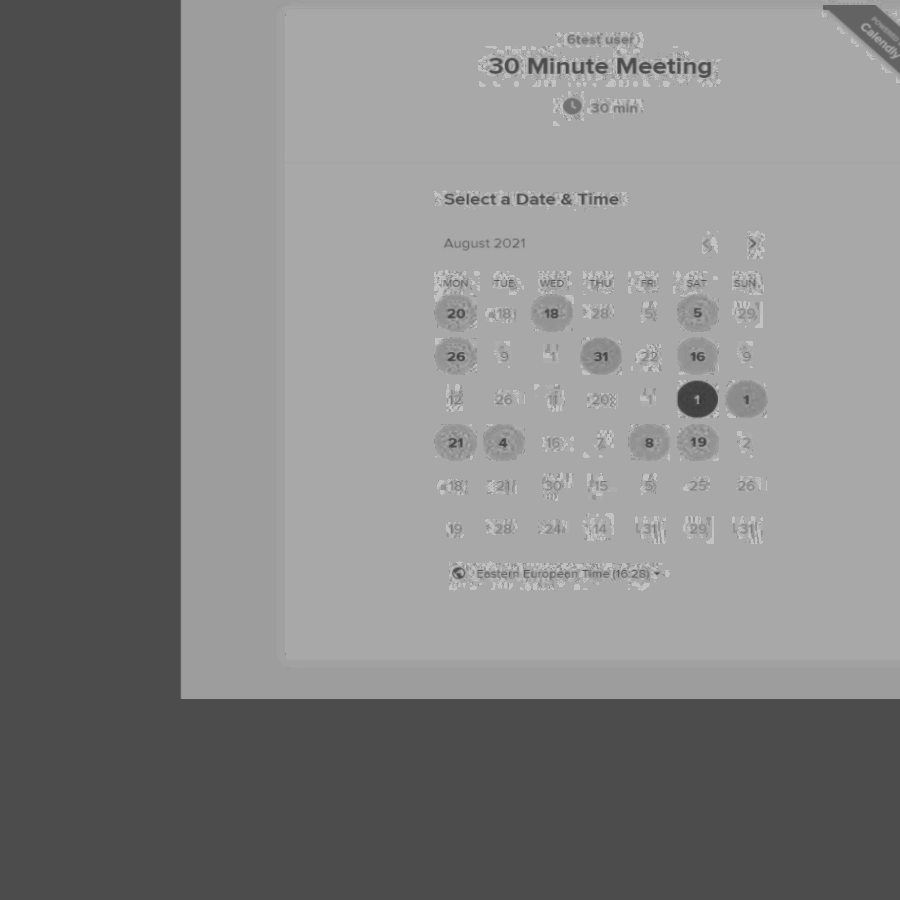 6test user
30 Minute Meeting
30 min
POWERED
Calendly
Select a Date & Time
August 2021
MON TUE WED THU FRI SAT SUN
20 18 18 28 5 5 29
26 9 1 31 22 16 9
12 26 11 20 1 1 1
21 4 16 7 8 19 2
18 21 30 15 5 25 26
19 28 24 14 31 29 31
Eastern European Time (16:28)